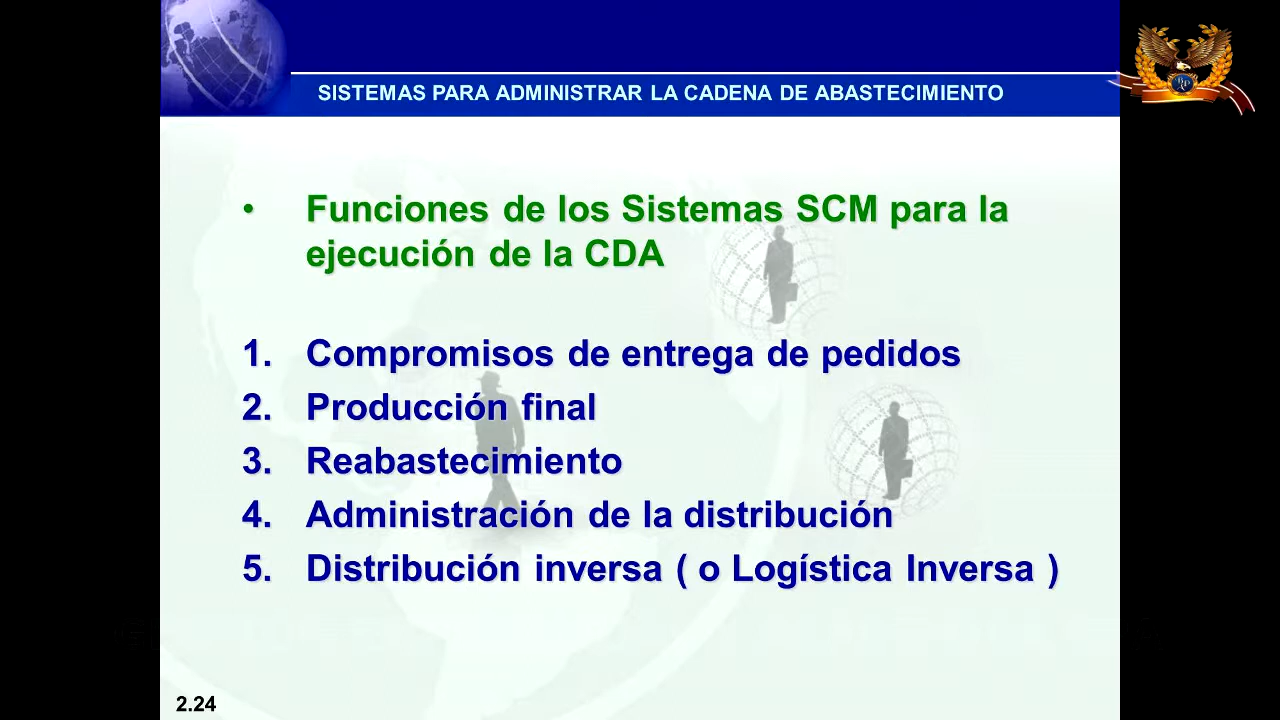 SISTEMAS PARA ADMINISTRAR LA CADENA DE ABASTECIMIENTO
• Funciones de los Sistemas SCM para la
ejecución de la CDA
1. Compromisos de entrega de pedidos
2. Producción final
3. Reabastecimiento
4. Administración de la distribución
5. Distribución inversa ( o Logística Inversa )
2.24